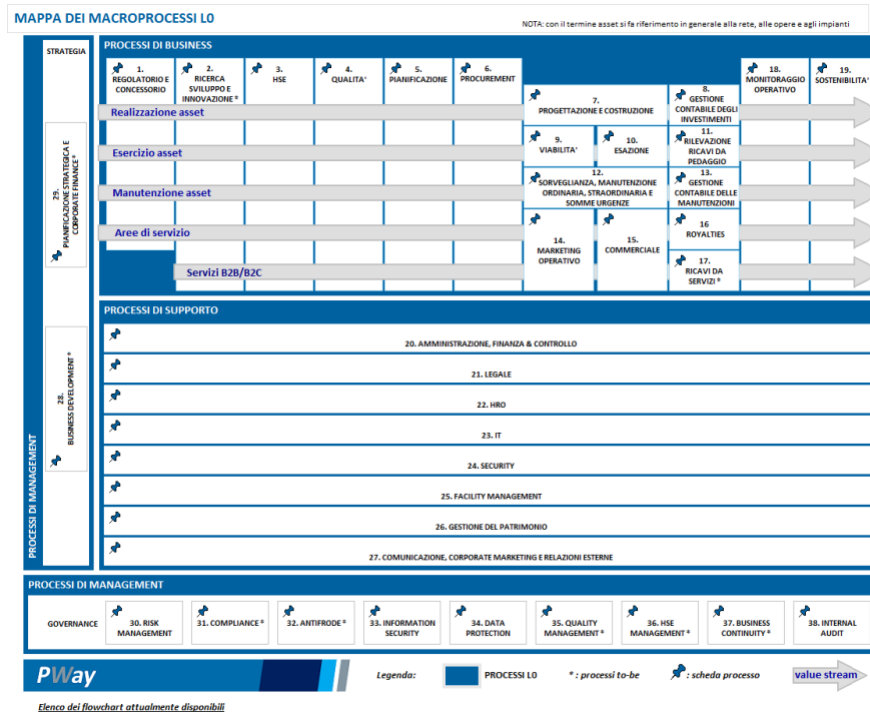 MAPPA DEI MACROPROCESSI L0
NOTA: con il termine asset si fa riferimento in generale alla rete, alle opere e agli impianti
STRATEGIA
PROCESSI DI BUSINESS
1.
REGOLATORIO E
CONCESSORIO
2.
RICERCA
SVILUPPO E
INNOVAZIONE *
3.
HSE
4.
QUALITA'
5.
PIANIFICAZIONE
6.
PROCUREMENT
7.
PROGETTAZIONE E COSTRUZIONE
8.
GESTIONE
CONTABILE DEGLI
INVESTIMENTI
18.
MONITORAGGIO
OPERATIVO
19.
SOSTENIBILITA'
Realizzazione asset
9.
VIABILITA'
10.
ESAZIONE
11.
RILEVAZIONE
RICAVI DA
PEDAGGIO
Esercizio asset
12.
SORVEGLIANZA, MANUTENZIONE
ORDINARIA, STRAORDINARIA E
SOMME URGENZE
13.
GESTIONE
CONTABILE DELLE
MANUTENZIONI
Manutenzione asset
14.
MARKETING
OPERATIVO
15.
COMMERCIALE
16
ROYALTIES
Aree di servizio
17.
RICAVI DA
SERVIZI *
Servizi B2B/B2C
29.
PIANIFICAZIONE STRATEGICA E
CORPORATE FINANCE *
28.
BUSINESS DEVELOPMENT *
PROCESSI DI MANAGEMENT
PROCESSI DI SUPPORTO
20. AMMINISTRAZIONE, FINANZA & CONTROLLO
21. LEGALE
22. HRO
23. IT
24. SECURITY
25. FACILITY MANAGEMENT
26. GESTIONE DEL PATRIMONIO
27. COMUNICAZIONE, CORPORATE MARKETING E RELAZIONI ESTERNE
PROCESSI DI MANAGEMENT
GOVERNANCE
30. RISK
MANAGEMENT
31. COMPLIANCE *
32. ANTIFRODE *
33. INFORMATION
SECURITY
34. DATA
PROTECTION
35. QUALITY
MANAGEMENT *
36. HSE
MANAGEMENT *
37. BUSINESS
CONTINUITY *
38. INTERNAL
AUDIT
PWay
Legenda:
PROCESSI L0
* : processi to-be
: scheda processo
value stream
Elenco dei flowchart attualmente disponibili